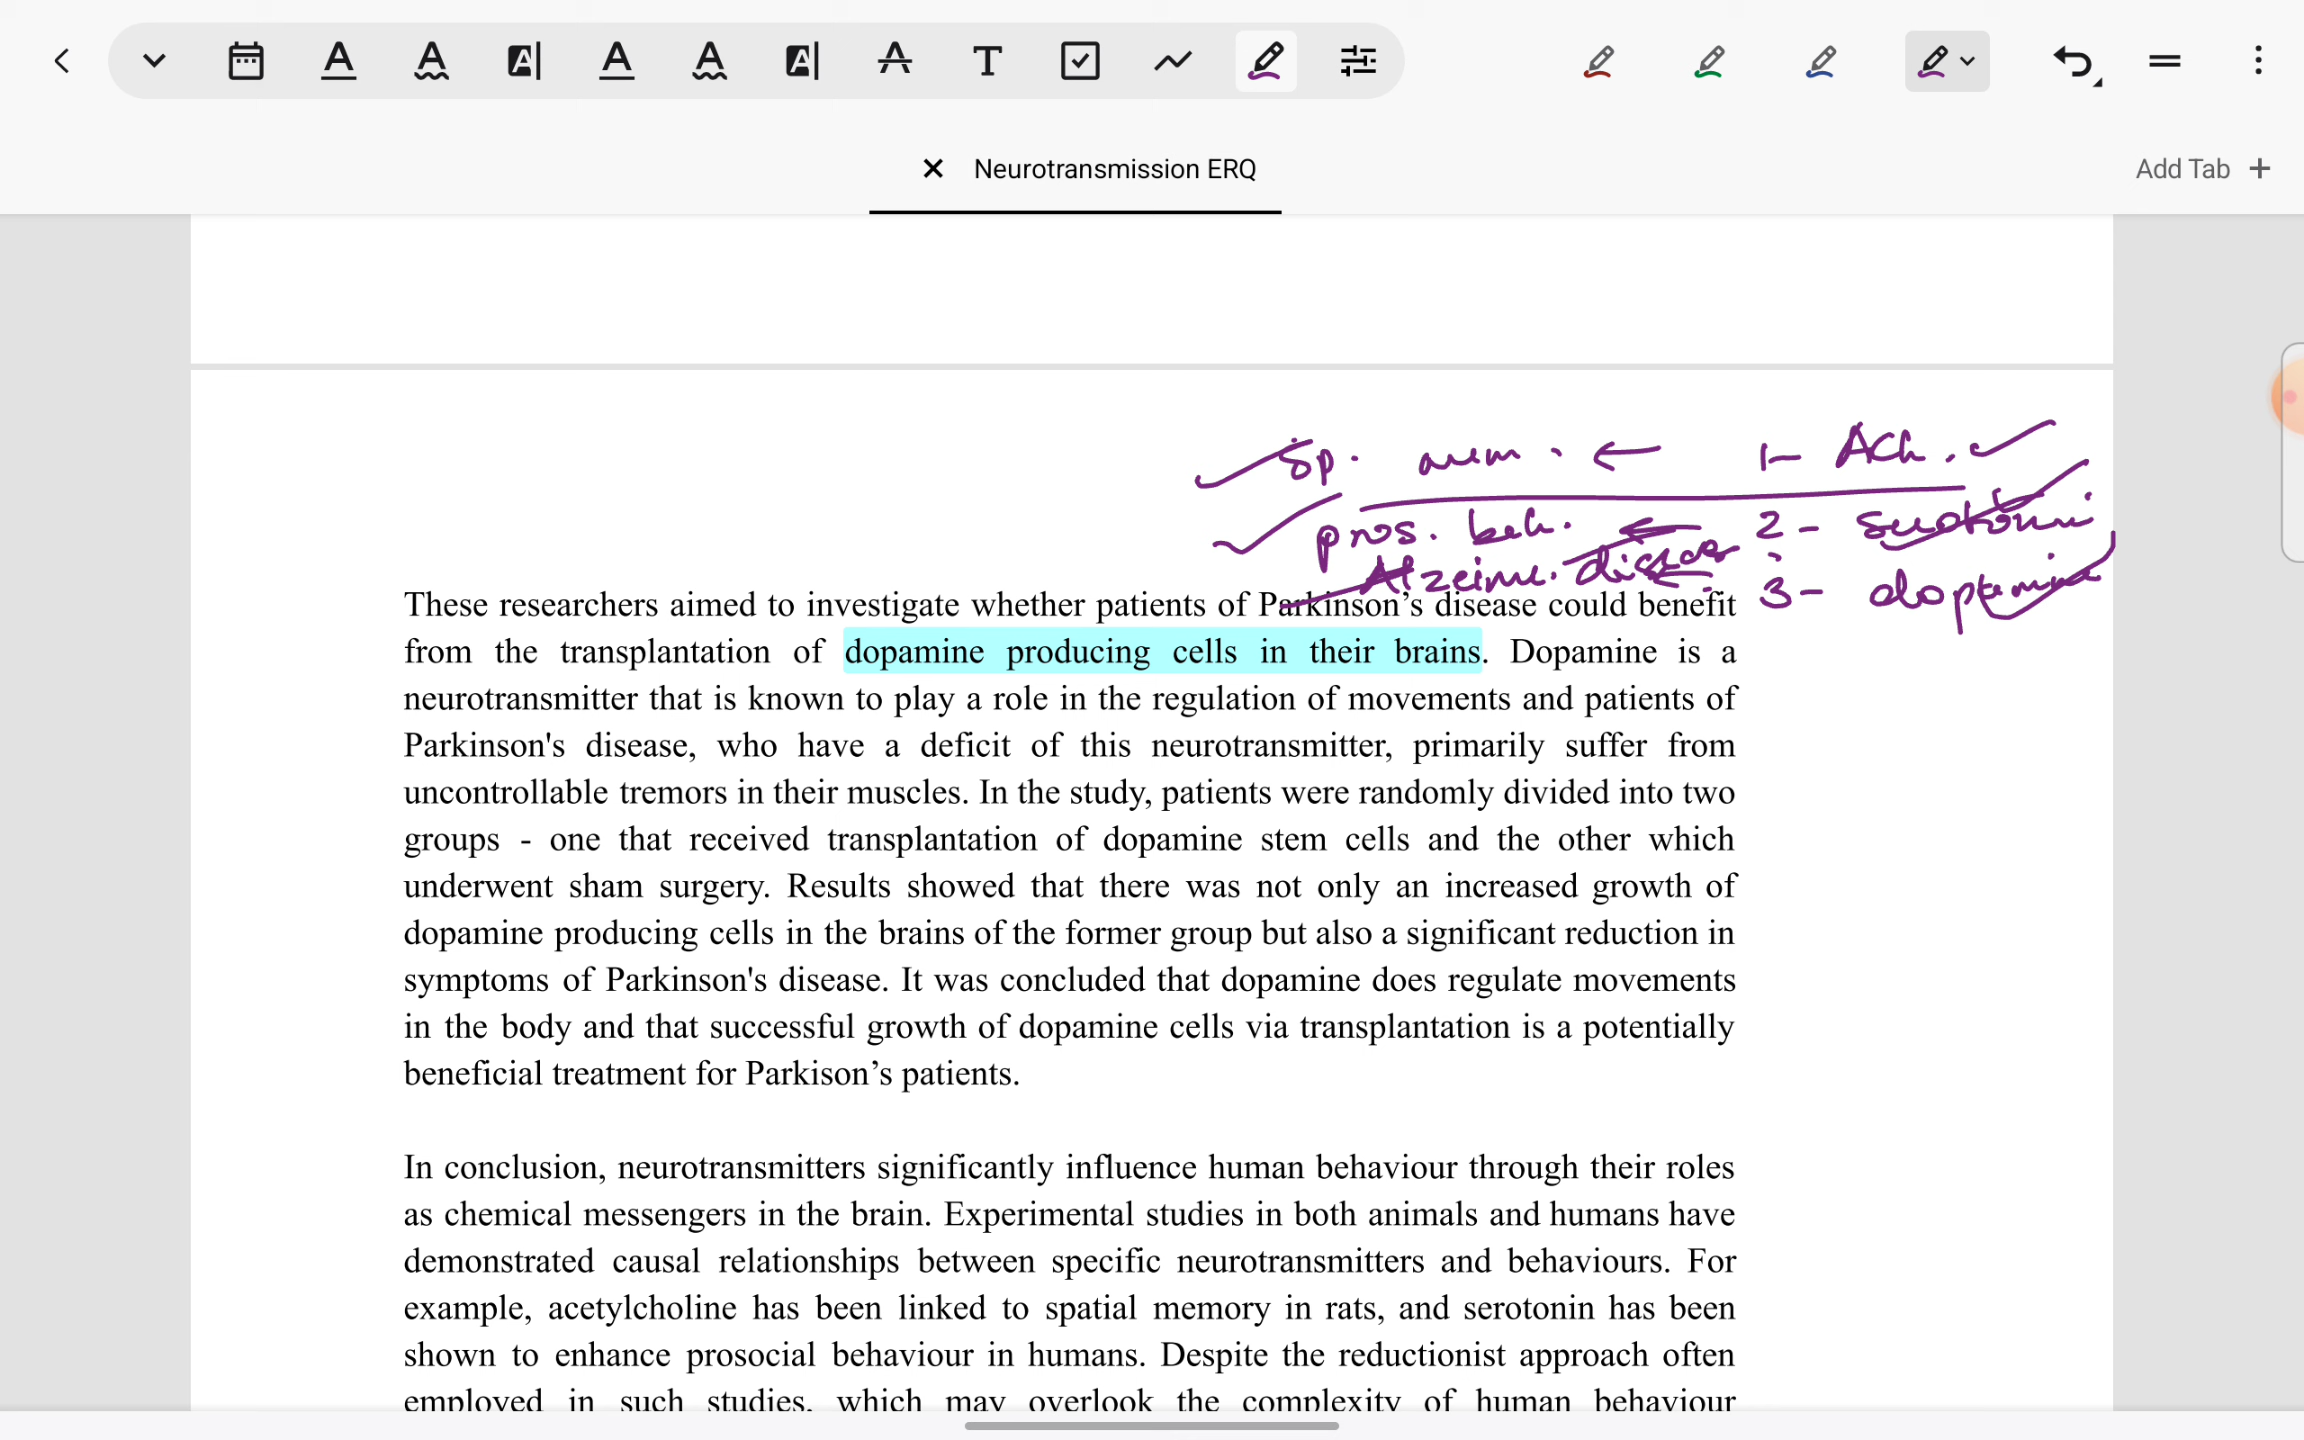 Neurotransmission ERQ
Add Tab +
Sp. mem. ← 1- ACh.
pros. beh. ← 2- serotonin
Alzeime. disease ← 3- doptamine
These researchers aimed to investigate whether patients of Parkinson’s disease could benefit
from the transplantation of dopamine producing cells in their brains. Dopamine is a
neurotransmitter that is known to play a role in the regulation of movements and patients of
Parkinson's disease, who have a deficit of this neurotransmitter, primarily suffer from
uncontrollable tremors in their muscles. In the study, patients were randomly divided into two
groups - one that received transplantation of dopamine stem cells and the other which
underwent sham surgery. Results showed that there was not only an increased growth of
dopamine producing cells in the brains of the former group but also a significant reduction in
symptoms of Parkinson's disease. It was concluded that dopamine does regulate movements
in the body and that successful growth of dopamine cells via transplantation is a potentially
beneficial treatment for Parkison’s patients.
In conclusion, neurotransmitters significantly influence human behaviour through their roles
as chemical messengers in the brain. Experimental studies in both animals and humans have
demonstrated causal relationships between specific neurotransmitters and behaviours. For
example, acetylcholine has been linked to spatial memory in rats, and serotonin has been
shown to enhance prosocial behaviour in humans. Despite the reductionist approach often
employed in such studies, which may overlook the complexity of human behaviour